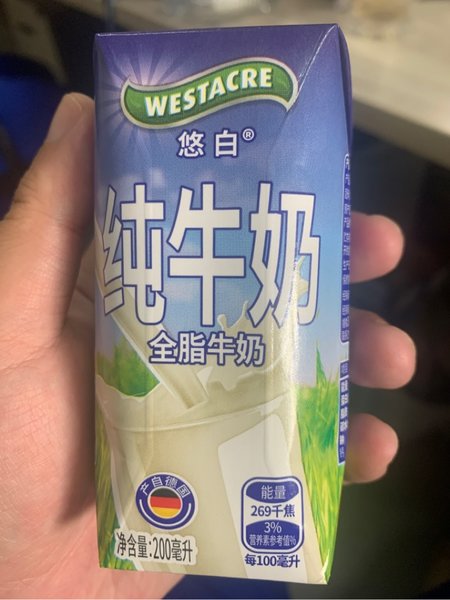 WESTACRE
悠白®
纯牛奶
全脂牛奶
产自德国
能量
269千焦
3%
营养素参考值%
每100毫升
净含量:200毫升